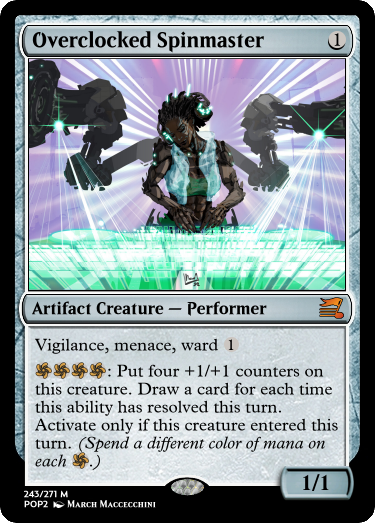 Overclocked Spinmaster 1
Artifact Creature — Performer
Vigilance, menace, ward 1
: Put four +1/+1 counters on
this creature. Draw a card for each time
this ability has resolved this turn.
Activate only if this creature entered this
turn. (Spend a different color of mana on
each .)
1/1
243/271 M
POP2 March Maccecchini